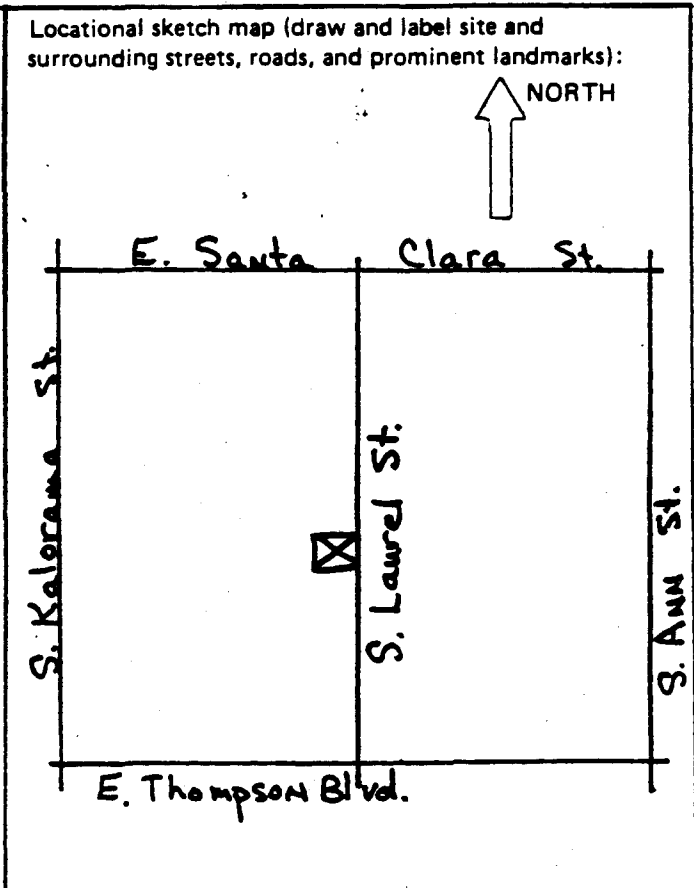 Locational sketch map (draw and label site and
surrounding streets, roads, and prominent landmarks):
NORTH
E. Santa Clara St.
S. Kalorama St.
S. Laurel St.
S. Ann St.
E. Thompson Blvd.